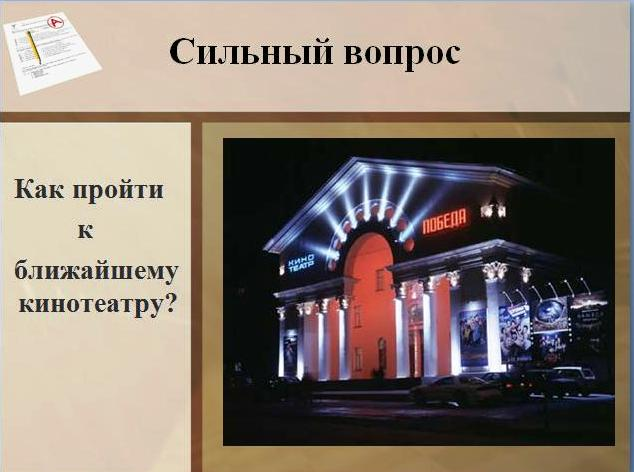 Сильный вопрос
Как пройти
к
ближайшему
кинотеатру?
КИНО
ТЕАТР
ПОБЕДА